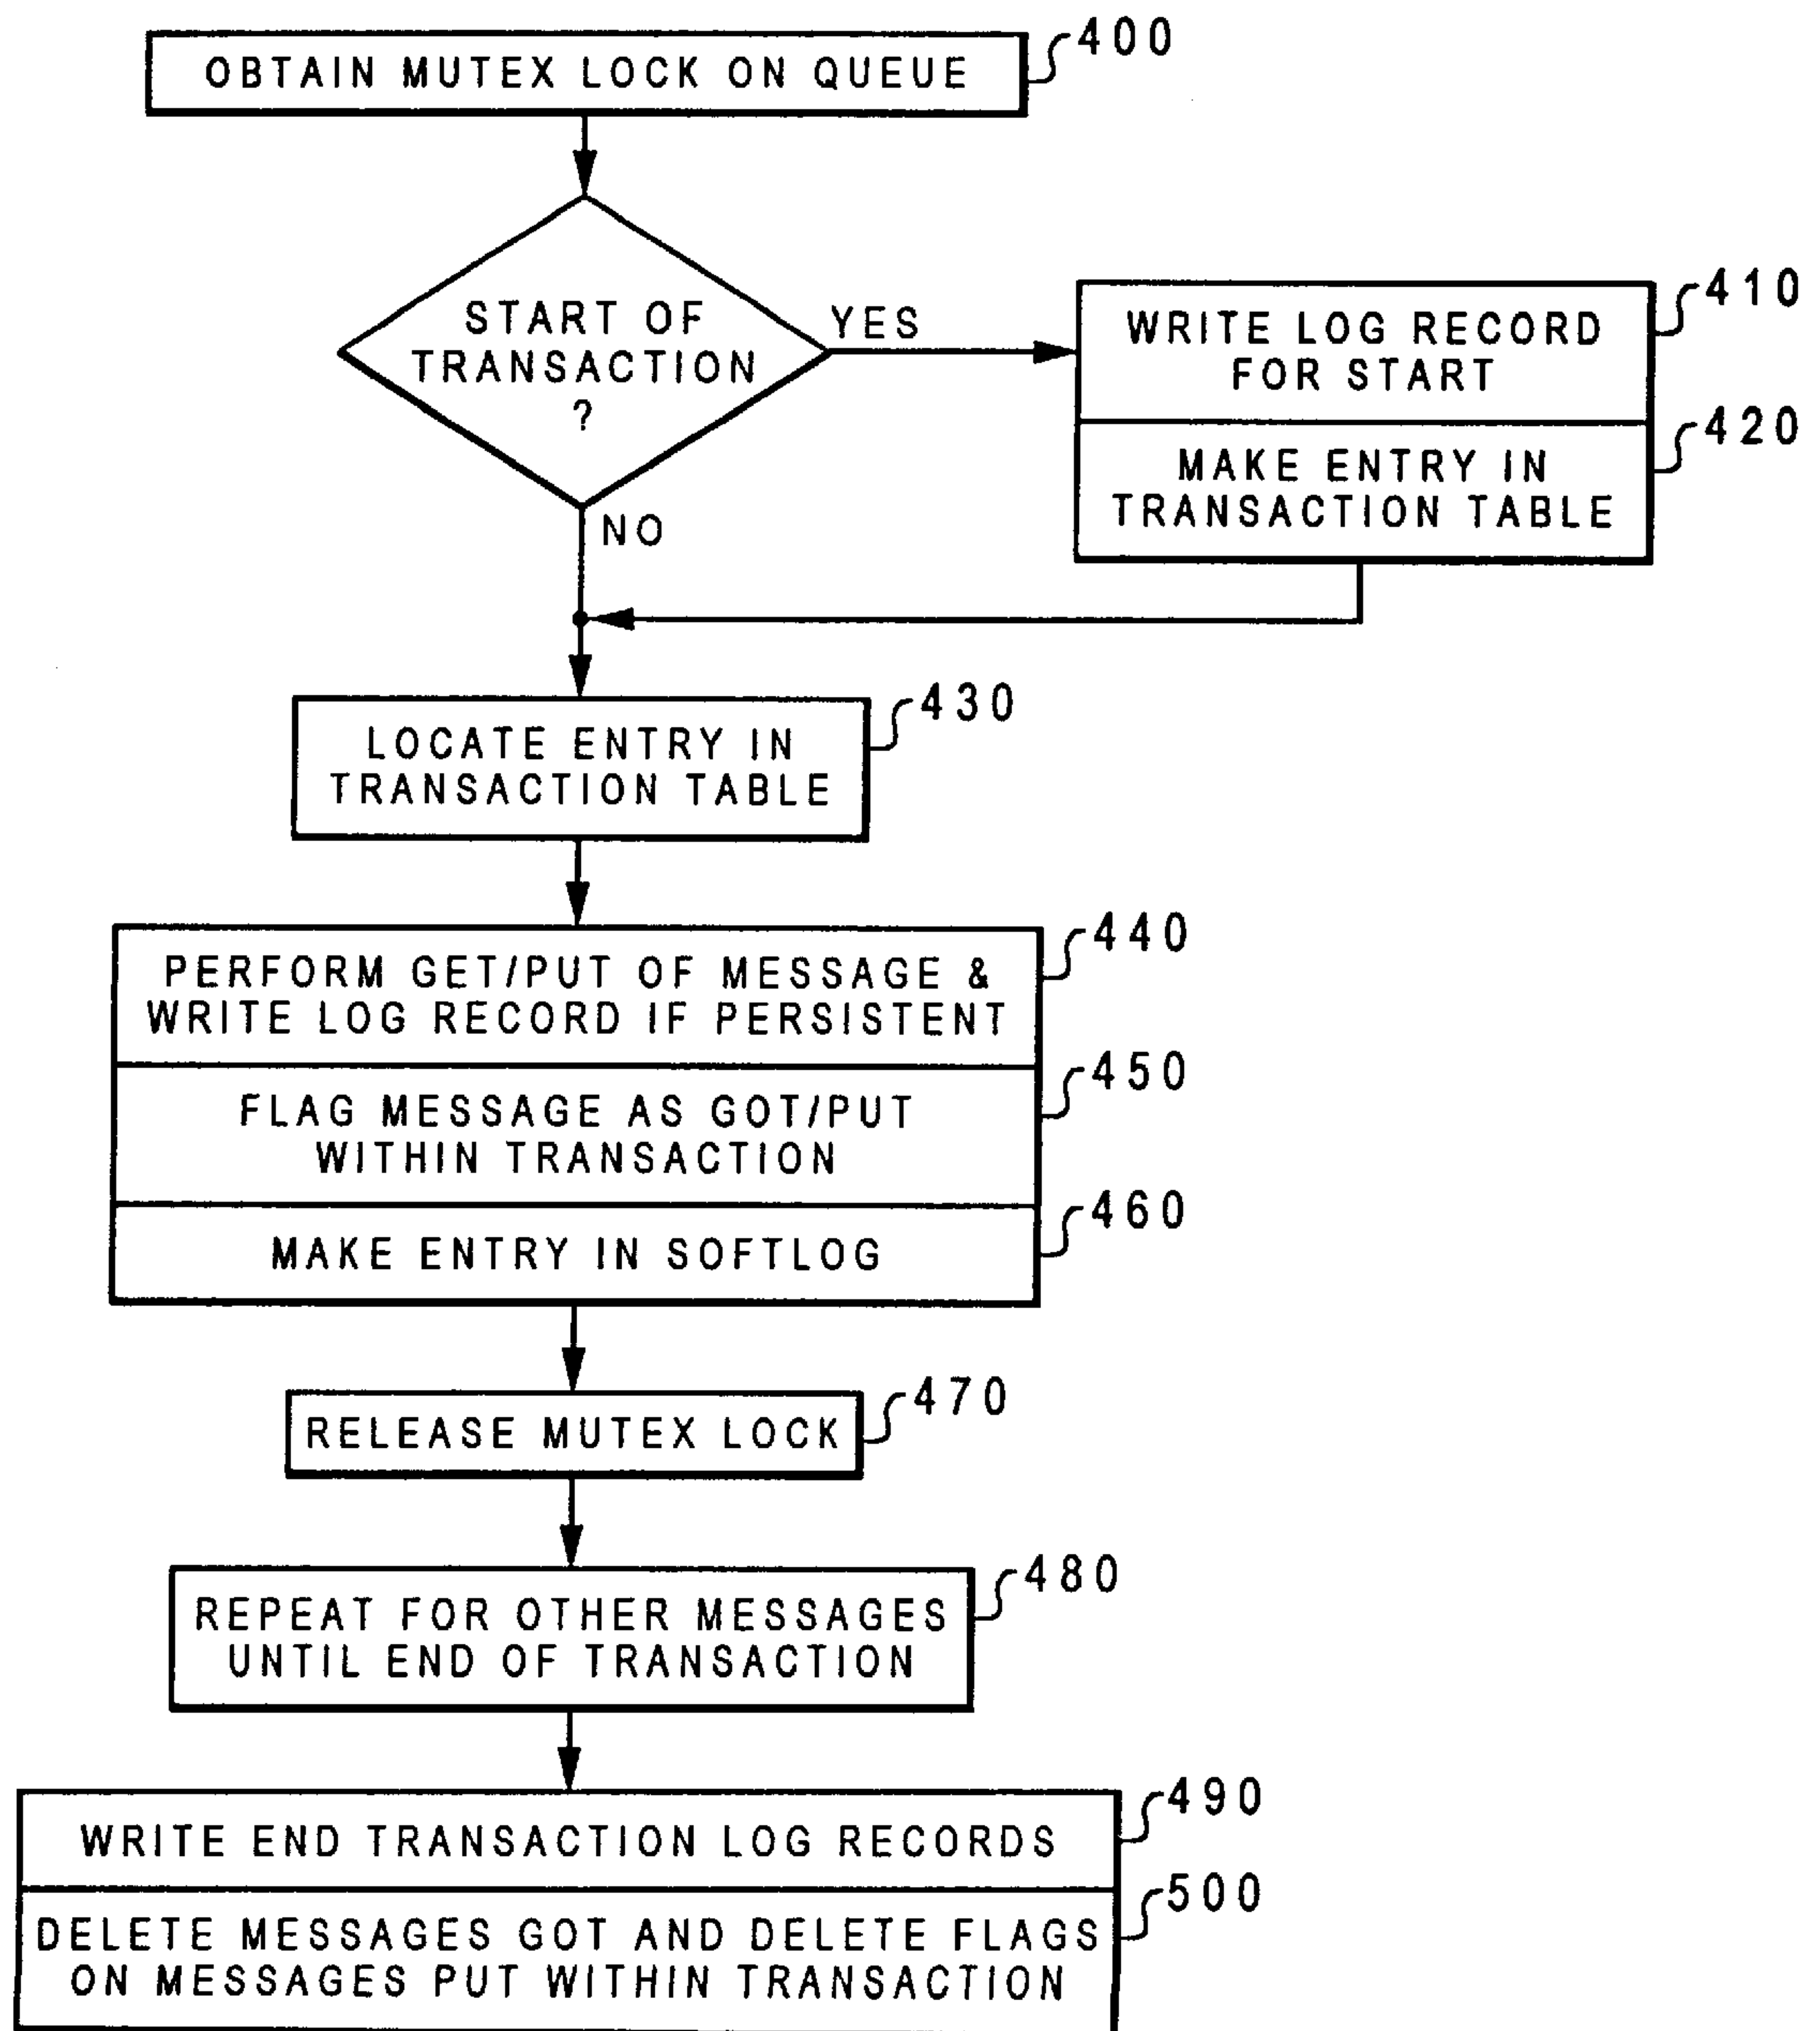 400
OBTAIN MUTEX LOCK ON QUEUE
START OF
TRANSACTION
?
YES
410
WRITE LOG RECORD
FOR START
420
MAKE ENTRY IN
TRANSACTION TABLE
NO
430
LOCATE ENTRY IN
TRANSACTION TABLE
440
PERFORM GET/PUT OF MESSAGE &
WRITE LOG RECORD IF PERSISTENT
450
FLAG MESSAGE AS GOT/PUT
WITHIN TRANSACTION
460
MAKE ENTRY IN SOFTLOG
470
RELEASE MUTEX LOCK
480
REPEAT FOR OTHER MESSAGES
UNTIL END OF TRANSACTION
490
WRITE END TRANSACTION LOG RECORDS
500
DELETE MESSAGES GOT AND DELETE FLAGS
ON MESSAGES PUT WITHIN TRANSACTION